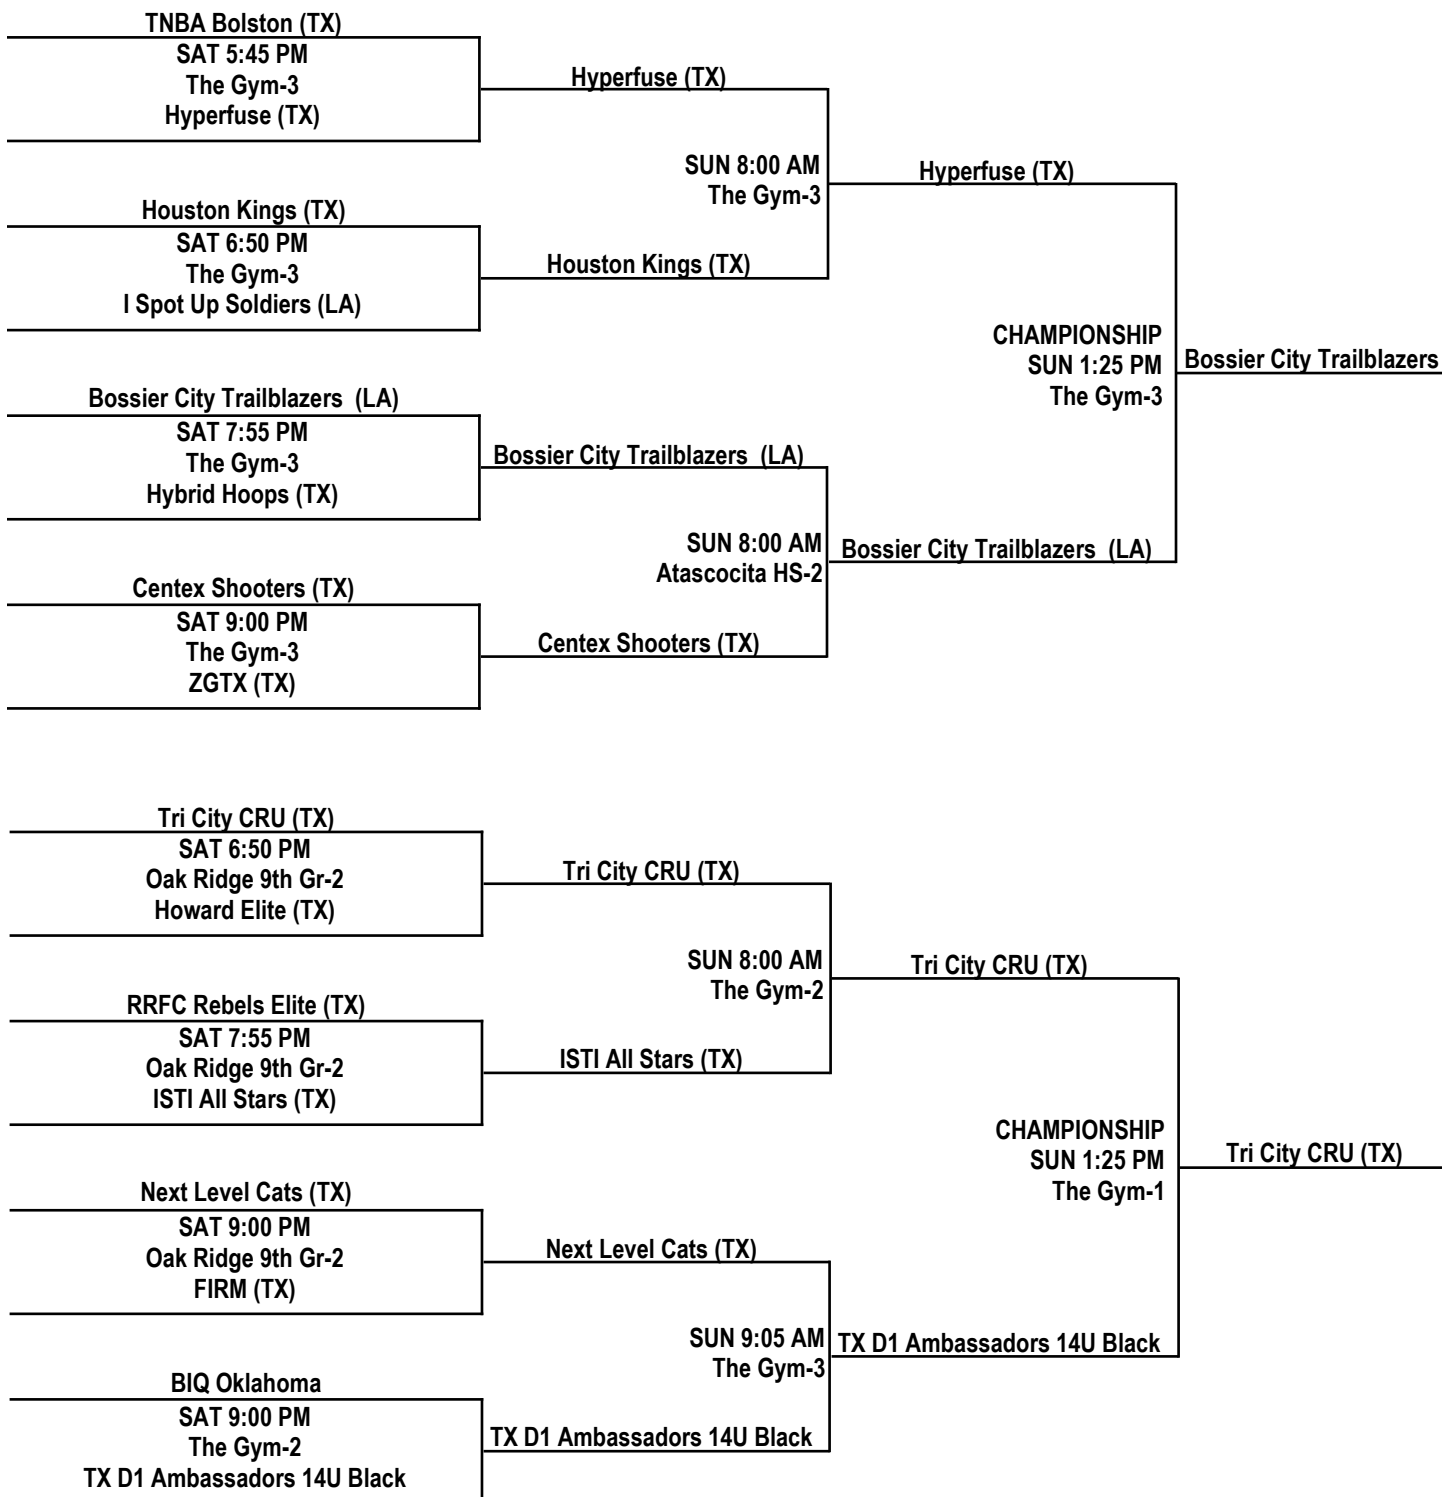 TNBA Bolston (TX)
SAT 5:45 PM
The Gym-3
Hyperfuse (TX)
Hyperfuse (TX)
SUN 8:00 AM
The Gym-3
Hyperfuse (TX)
Houston Kings (TX)
SAT 6:50 PM
The Gym-3
I Spot Up Soldiers (LA)
Houston Kings (TX)
CHAMPIONSHIP
SUN 1:25 PM
The Gym-3
Bossier City Trailblazers
Bossier City Trailblazers (LA)
SAT 7:55 PM
The Gym-3
Hybrid Hoops (TX)
Bossier City Trailblazers (LA)
SUN 8:00 AM
Atascocita HS-2
Bossier City Trailblazers (LA)
Centex Shooters (TX)
SAT 9:00 PM
The Gym-3
ZGTX (TX)
Centex Shooters (TX)
Tri City CRU (TX)
SAT 6:50 PM
Oak Ridge 9th Gr-2
Howard Elite (TX)
Tri City CRU (TX)
SUN 8:00 AM
The Gym-2
Tri City CRU (TX)
RRFC Rebels Elite (TX)
SAT 7:55 PM
Oak Ridge 9th Gr-2
ISTI All Stars (TX)
ISTI All Stars (TX)
CHAMPIONSHIP
SUN 1:25 PM
The Gym-1
Tri City CRU (TX)
Next Level Cats (TX)
SAT 9:00 PM
Oak Ridge 9th Gr-2
FIRM (TX)
Next Level Cats (TX)
SUN 9:05 AM
The Gym-3
TX D1 Ambassadors 14U Black
BIQ Oklahoma
SAT 9:00 PM
The Gym-2
TX D1 Ambassadors 14U Black
TX D1 Ambassadors 14U Black